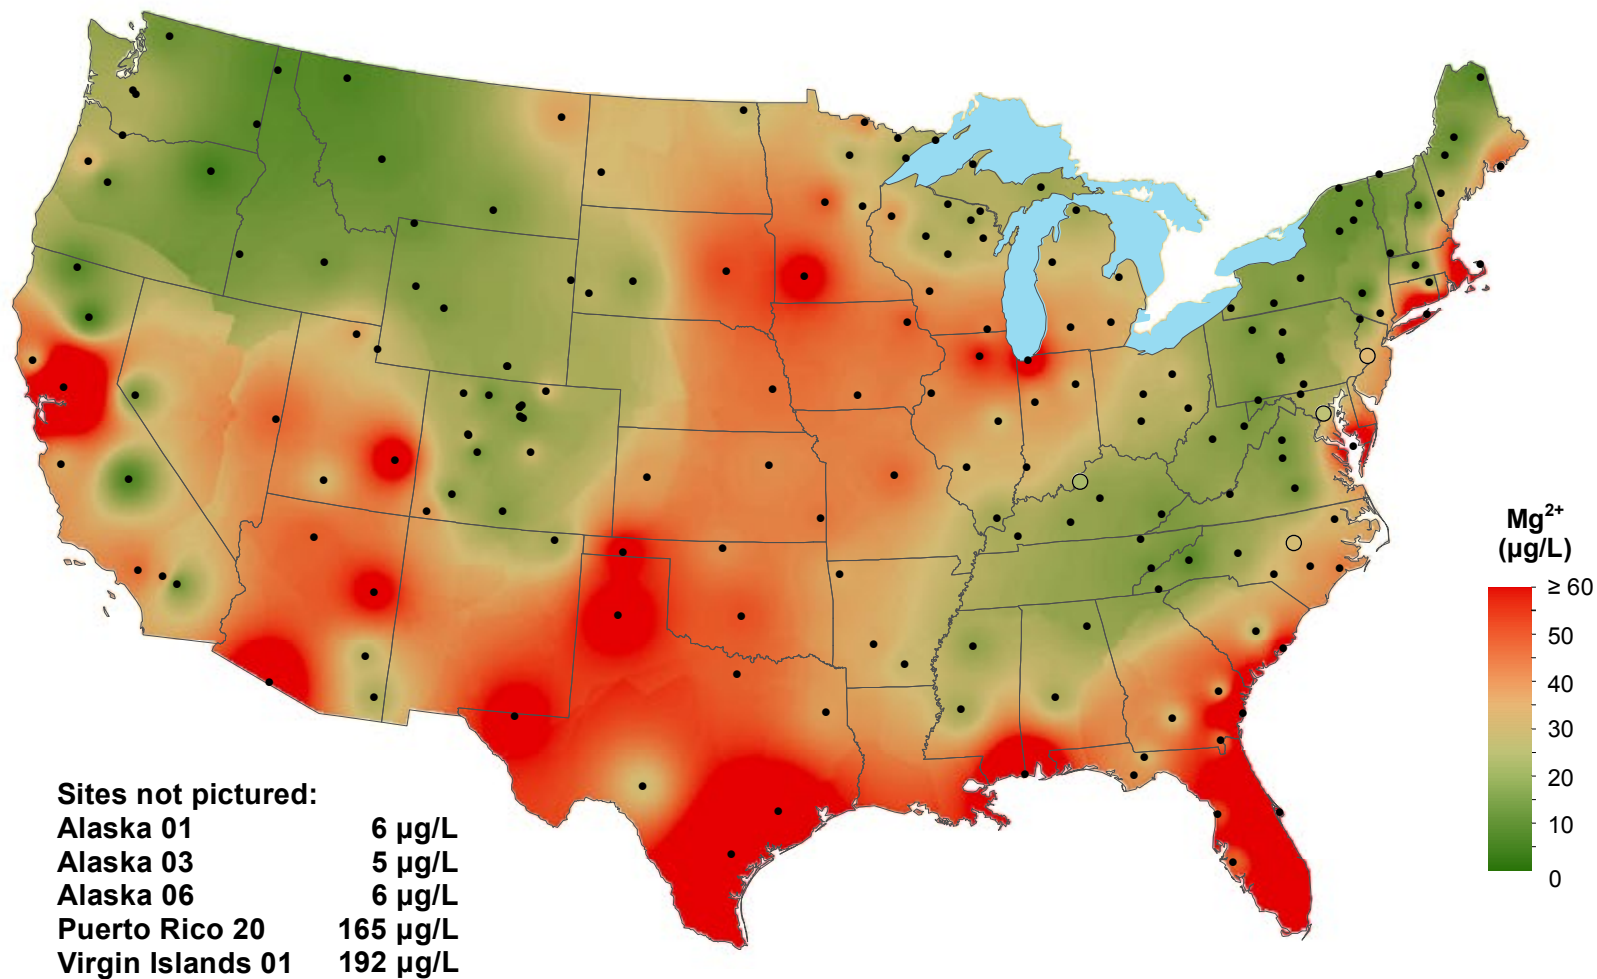 Mg2+
(µg/L)
≥ 60
50
40
30
20
10
0
Sites not pictured:
Alaska 01 6 µg/L
Alaska 03 5 µg/L
Alaska 06 6 µg/L
Puerto Rico 20 165 µg/L
Virgin Islands 01 192 µg/L